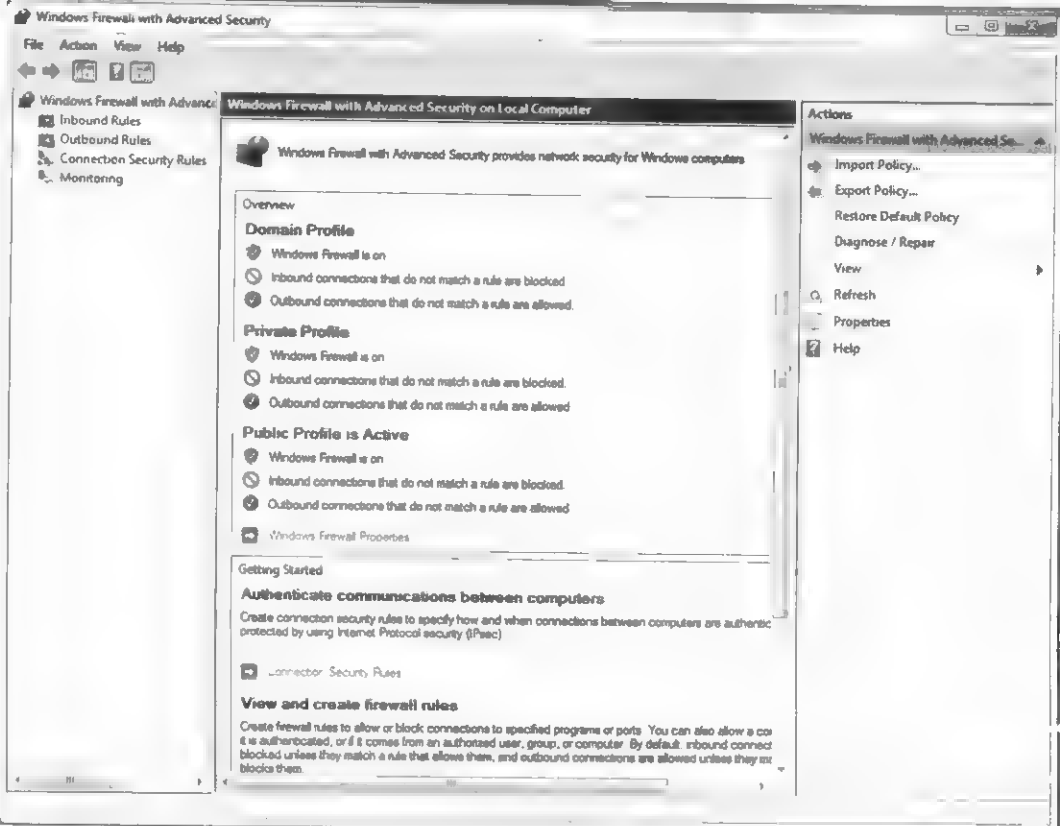 Windows Firewall with Advanced Security
File Action View Help
Windows Firewall with Advance
Inbound Rules
Outbound Rules
Connection Security Rules
Monitoring
Windows Firewall with Advanced Security on Local Computer
Windows Firewall with Advanced Security provides network security for Windows computers
Overview
Domain Profile
Windows Firewall is on
Inbound connections that do not match a rule are blocked
Outbound connections that do not match a rule are allowed.
Private Profile
Windows Firewall is on
Inbound connections that do not match a rule are blocked.
Outbound connections that do not match a rule are allowed
Public Profile is Active
Windows Firewall is on
Inbound connections that do not match a rule are blocked.
Outbound connections that do not match a rule are allowed
Windows Firewall Properties
Getting Started
Authenticate communications between computers
Create connection security rules to specify how and when connections between computers are authentic
protected by using Internet Protocol security (IPsec)
Connection Security Rules
View and create firewall rules
Create firewall rules to allow or block connections to specified programs or ports You can also allow a cor
it is authenticated, or if it comes from an authorized user, group, or computer By default, inbound connect
blocked unless they match a rule that allows them, and outbound connections are allowed unless they ma
blocks them.
Actions
Windows Firewall with Advanced Se...
Import Policy...
Export Policy...
Restore Default Policy
Diagnose / Repair
View
Refresh
Properties
Help